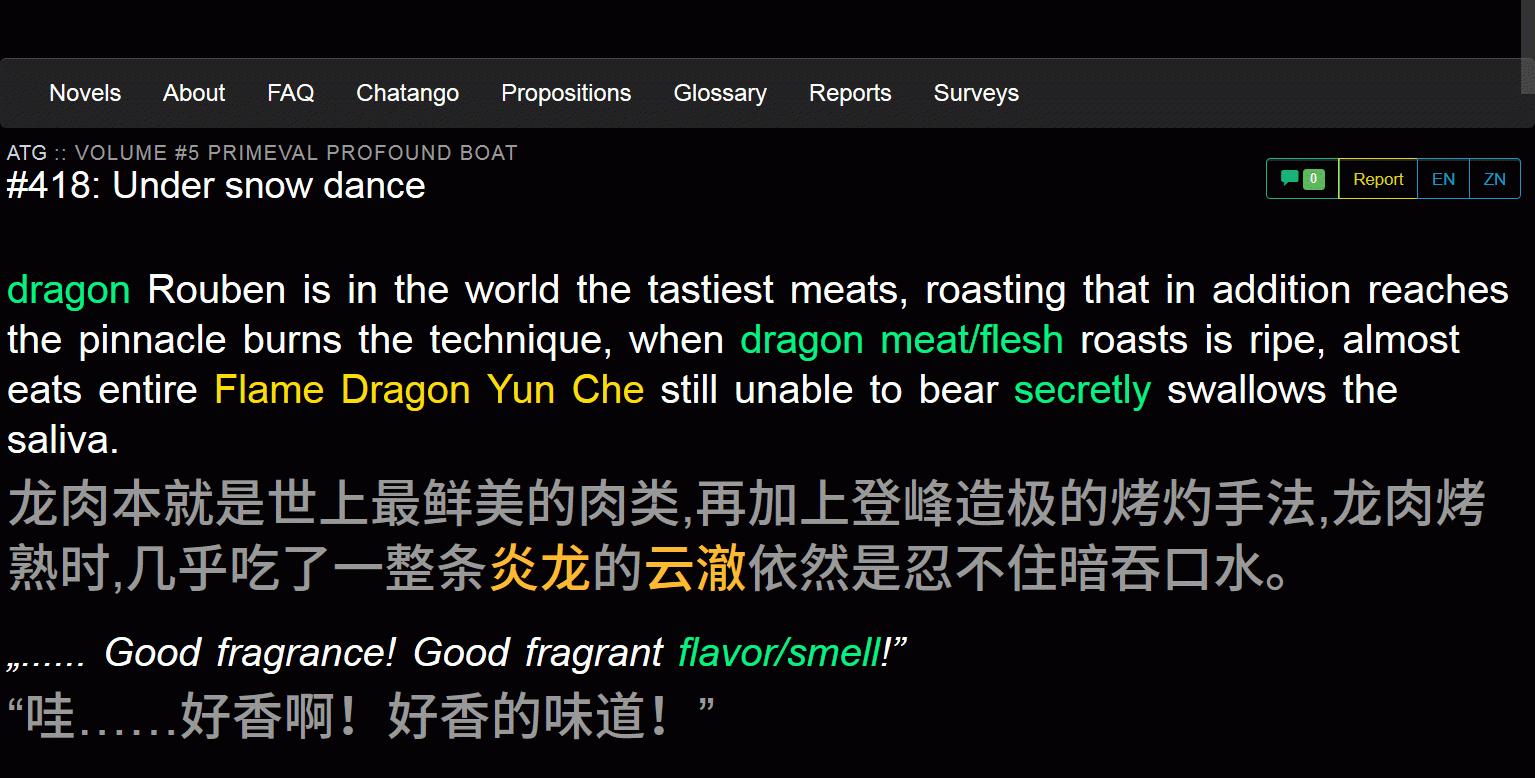 Novels About FAQ Chatango Propositions Glossary Reports Surveys
ATG :: VOLUME #5 PRIMEVAL PROFOUND BOAT
#418: Under snow dance
0 Report EN ZN
dragon Rouben is in the world the tastiest meats, roasting that in addition reaches
the pinnacle burns the technique, when dragon meat/flesh roasts is ripe, almost
eats entire Flame Dragon Yun Che still unable to bear secretly swallows the
saliva.
龙肉本就是世上最鲜美的肉类,再加上登峰造极的烤灼手法,龙肉烤
熟时,几乎吃了一整条炎龙的云澈依然是忍不住暗吞口水。
„...... Good fragrance! Good fragrant flavor/smell!”
“哇……好香啊！好香的味道！”